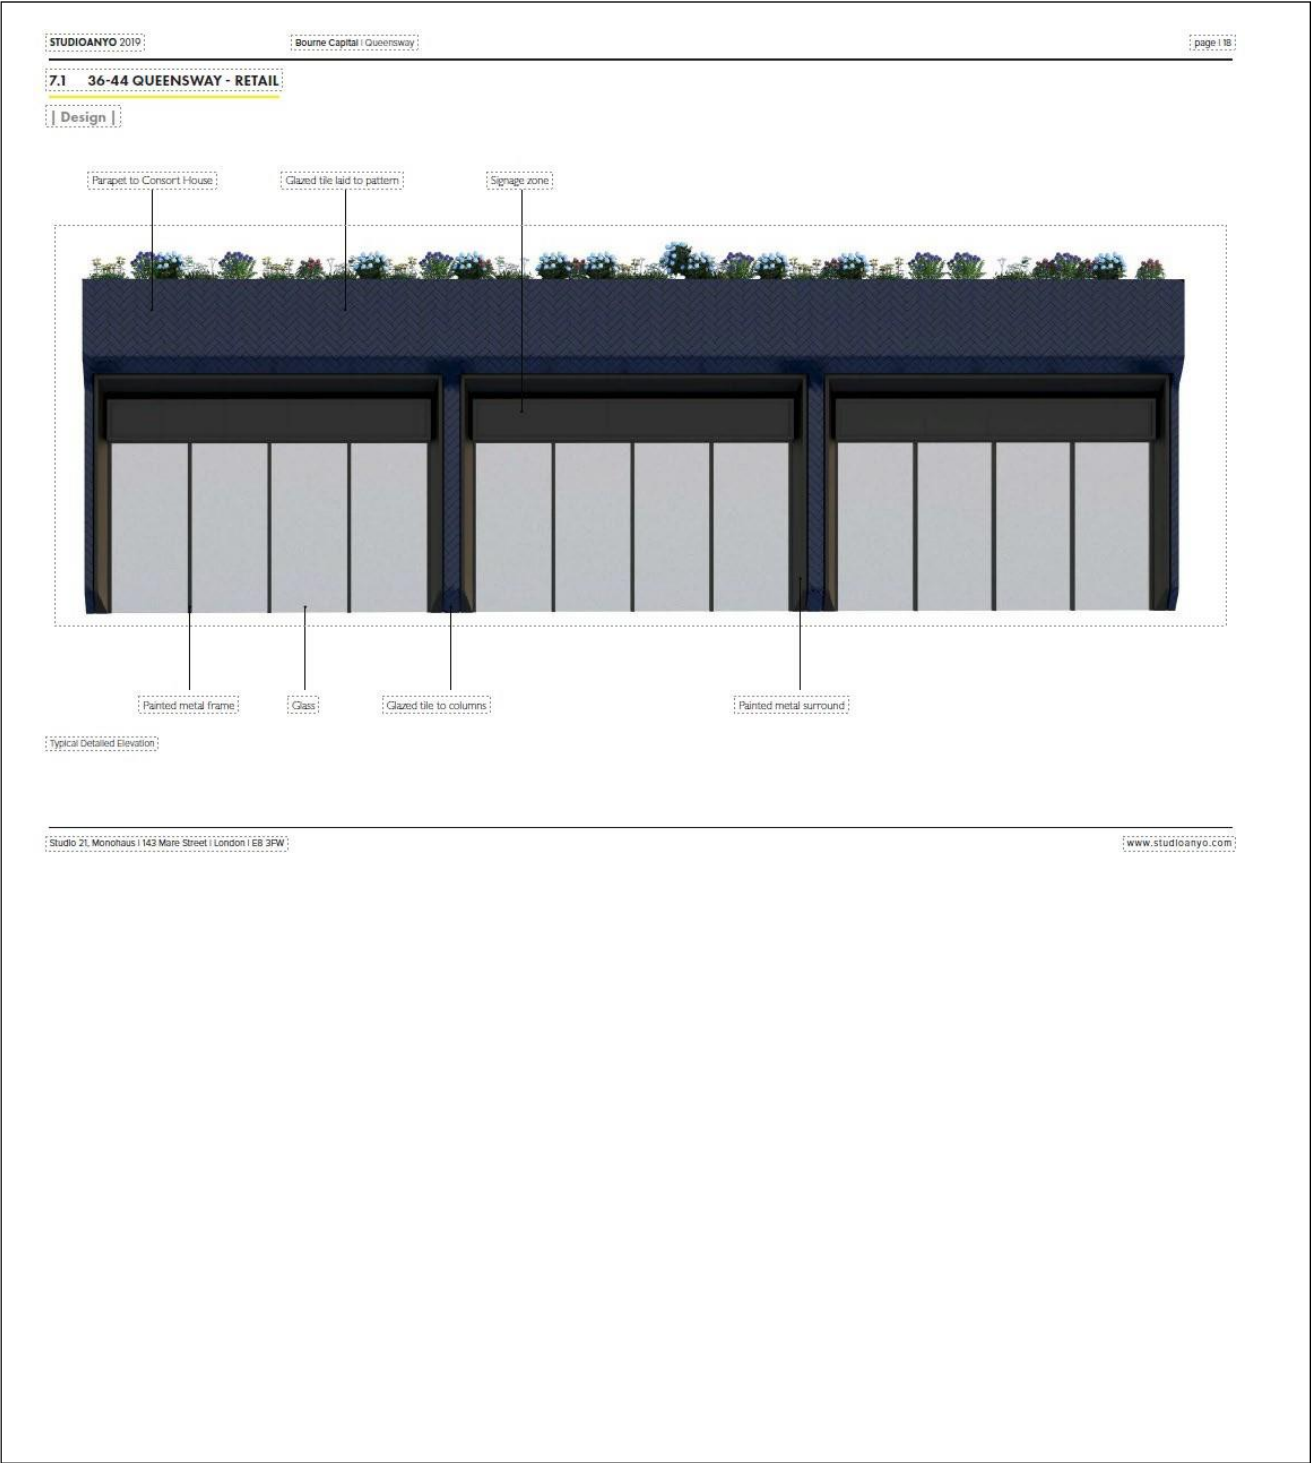 STUDIOANYO 2019
Bourne Capital | Queensway
page | 18
7.1 36-44 QUEENSWAY - RETAIL
| Design |
Parapet to Consort House
Glazed tile laid to pattern
Signage zone
Painted metal frame
Glass
Glazed tile to columns
Painted metal surround
Typical Detailed Elevation
Studio 21, Monohaus | 143 Mare Street | London | E8 3FW
www.studioanyo.com